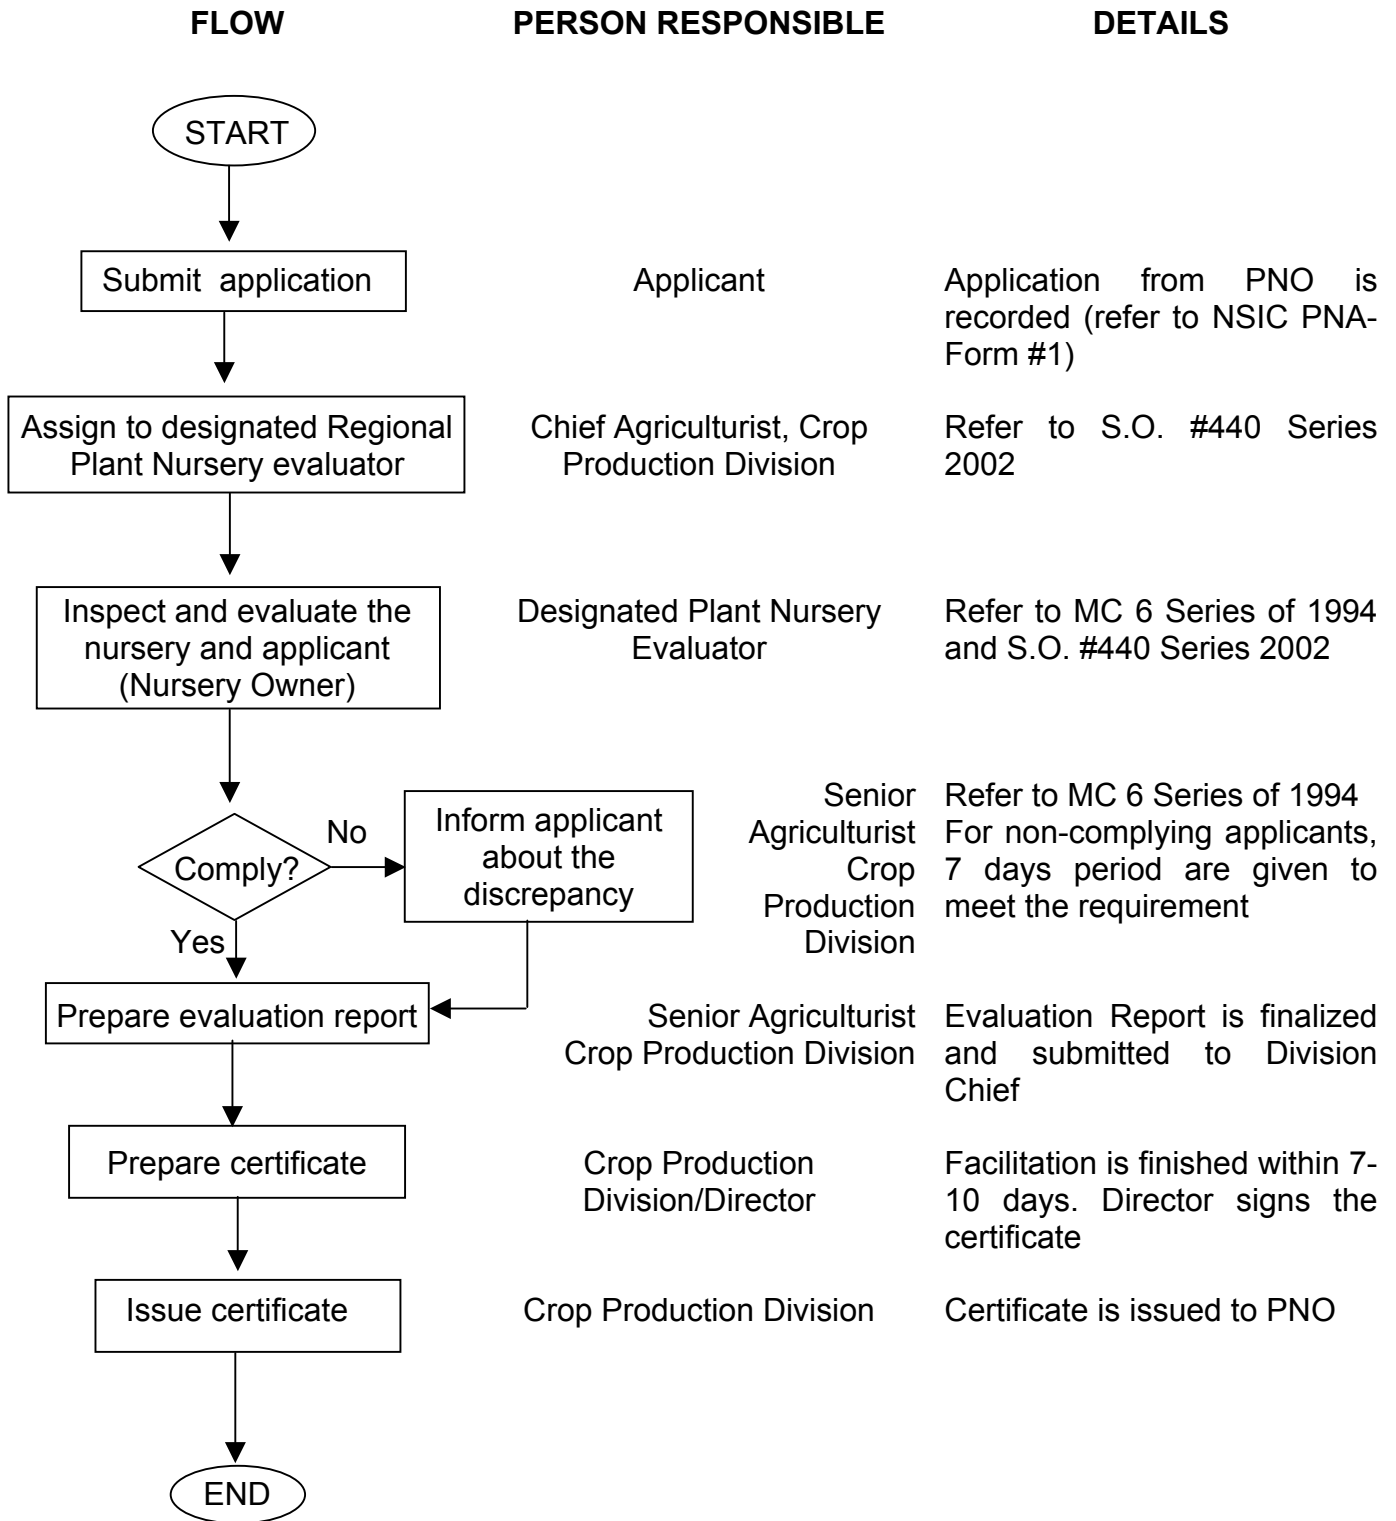 FLOW
PERSON RESPONSIBLE
DETAILS
START
Submit application
Applicant
Application from PNO is
recorded (refer to NSIC PNA-
Form #1)
Assign to designated Regional
Plant Nursery evaluator
Chief Agriculturist, Crop
Production Division
Refer to S.O. #440 Series
2002
Inspect and evaluate the
nursery and applicant
(Nursery Owner)
Designated Plant Nursery
Evaluator
Refer to MC 6 Series of 1994
and S.O. #440 Series 2002
Comply?
No
Yes
Inform applicant
about the
discrepancy
Senior
Agriculturist
Crop
Production
Division
Refer to MC 6 Series of 1994
For non-complying applicants,
7 days period are given to
meet the requirement
Prepare evaluation report
Senior Agriculturist
Crop Production Division
Evaluation Report is finalized
and submitted to Division
Chief
Prepare certificate
Crop Production
Division/Director
Facilitation is finished within 7-
10 days. Director signs the
certificate
Issue certificate
Crop Production Division
Certificate is issued to PNO
END